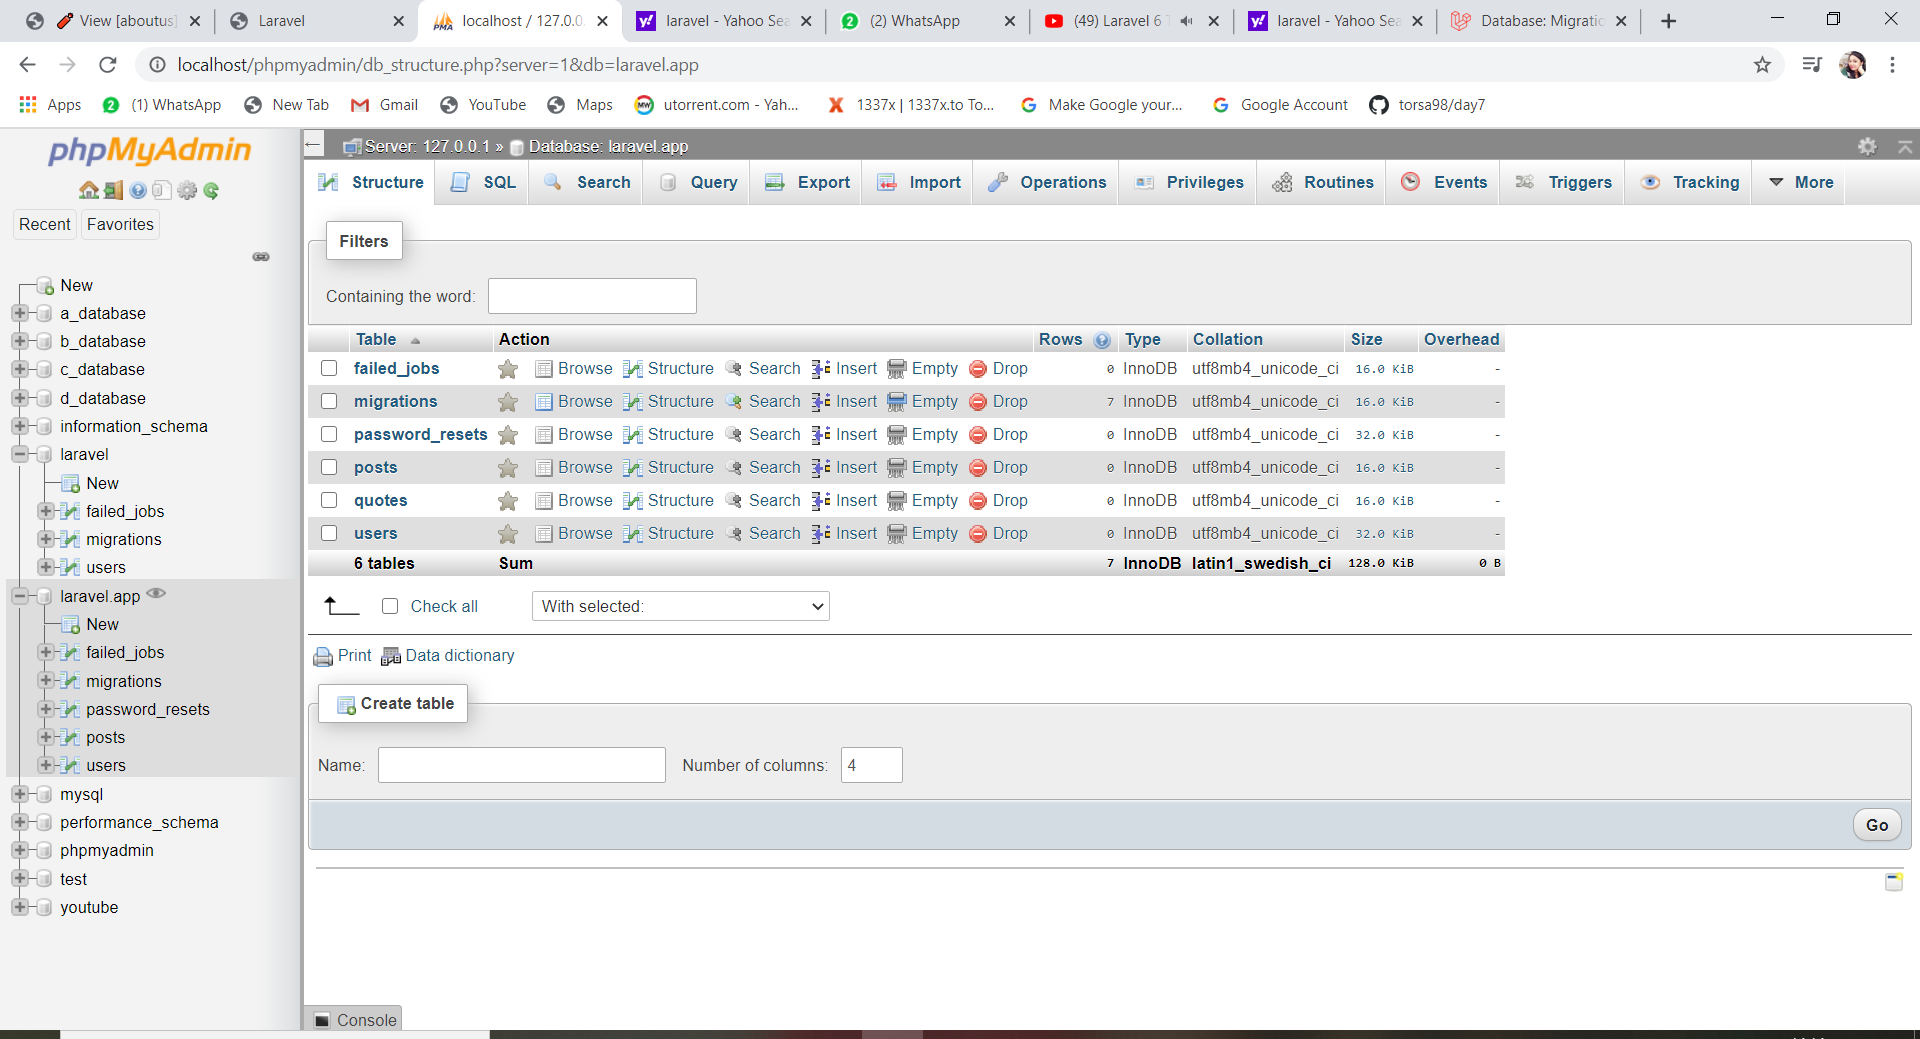 View [aboutus]
Laravel
localhost / 127.0.0.
laravel - Yahoo Sea
(2) WhatsApp
(49) Laravel 6 T
laravel - Yahoo Sea
Database: Migratio
localhost/phpmyadmin/db_structure.php?server=1&db=laravel.app
Apps
(1) WhatsApp
New Tab
Gmail
YouTube
Maps
utorrent.com - Yah...
1337x | 1337x.to To...
Make Google your...
Google Account
torsa98/day7
phpMyAdmin
Recent
Favorites
New
a_database
b_database
c_database
d_database
information_schema
laravel
New
failed_jobs
migrations
users
laravel.app
New
failed_jobs
migrations
password_resets
posts
users
mysql
performance_schema
phpmyadmin
test
youtube
Server: 127.0.0.1 » Database: laravel.app
Structure SQL Search Query Export Import Operations Privileges Routines Events Triggers Tracking More
Filters
Containing the word:
Table Action Rows Type Collation Size Overhead
failed_jobs Browse Structure Search Insert Empty Drop 0 InnoDB utf8mb4_unicode_ci 16.0 KiB -
migrations Browse Structure Search Insert Empty Drop 7 InnoDB utf8mb4_unicode_ci 16.0 KiB -
password_resets Browse Structure Search Insert Empty Drop 0 InnoDB utf8mb4_unicode_ci 32.0 KiB -
posts Browse Structure Search Insert Empty Drop 0 InnoDB utf8mb4_unicode_ci 16.0 KiB -
quotes Browse Structure Search Insert Empty Drop 0 InnoDB utf8mb4_unicode_ci 16.0 KiB -
users Browse Structure Search Insert Empty Drop 0 InnoDB utf8mb4_unicode_ci 32.0 KiB -
6 tables Sum 7 InnoDB latin1_swedish_ci 128.0 KiB 0 B
Check all
With selected:
Print Data dictionary
Create table
Name:
Number of columns: 4
Go
Console